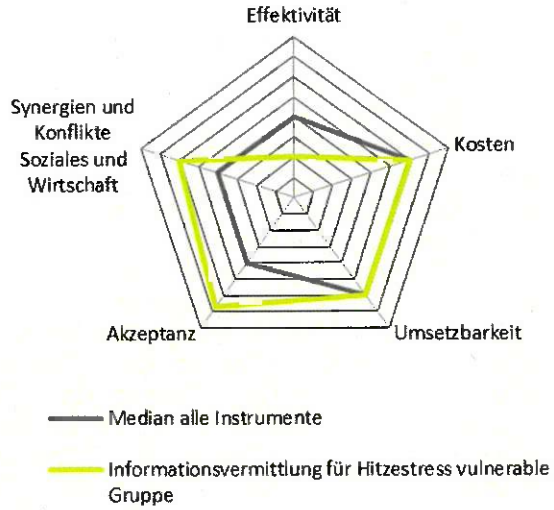 Effektivität
Synergien und
Konflikte
Soziales und
Wirtschaft
Kosten
Akzeptanz
Umsetzbarkeit
Median alle Instrumente
Informationsvermittlung für Hitzestress vulnerable
Gruppe